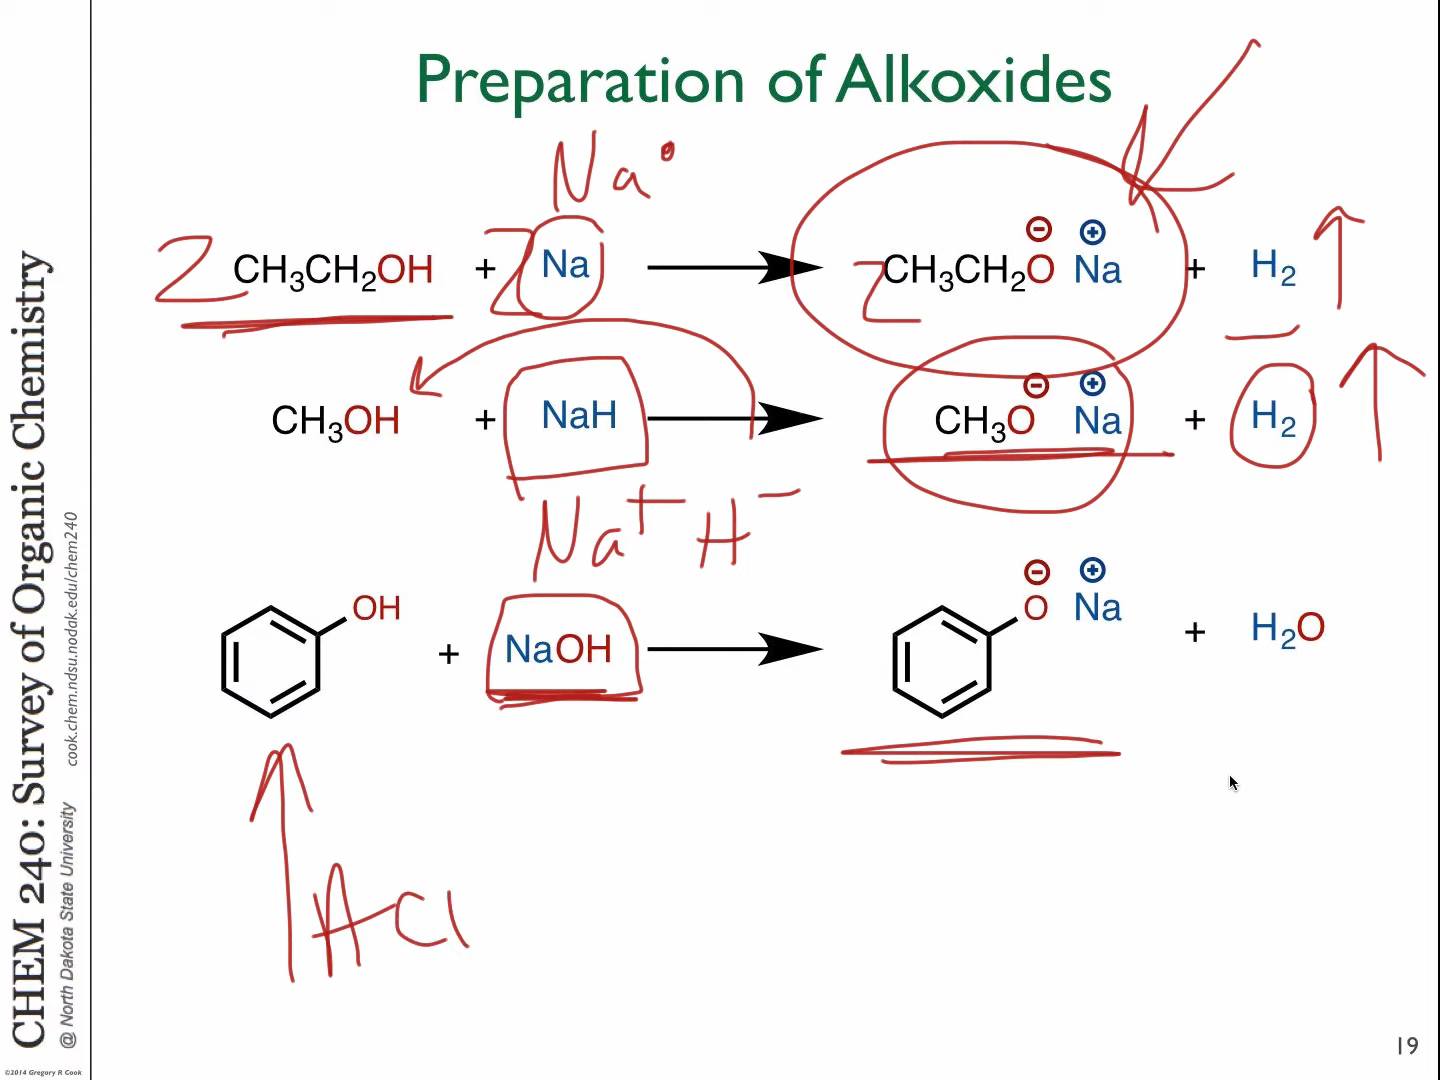 Preparation of Alkoxides
Na°
2 CH3CH2OH + 2 Na 2 CH3CH2O ⊖ Na ⊕ + H2 ↑
CH3OH + NaH CH3O ⊖ Na ⊕ + H2 ↑
Na+ H−
OH + NaOH O ⊖ Na ⊕ + H2O
HCl
CHEM 240: Survey of Organic Chemistry
@ North Dakota State University cook.chem.ndsu.nodak.edu/chem240
©2014 Gregory R Cook
19